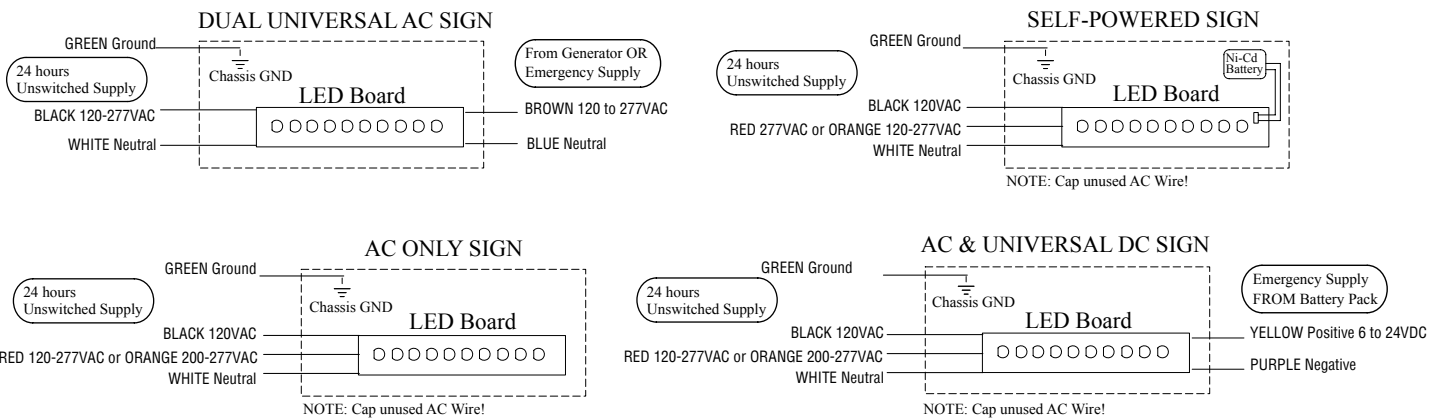 DUAL UNIVERSAL AC SIGN
GREEN Ground
24 hours
Unswitched Supply
Chassis GND
From Generator OR
Emergency Supply
LED Board
BLACK 120-277VAC
BROWN 120 to 277VAC
WHITE Neutral
BLUE Neutral
SELF-POWERED SIGN
GREEN Ground
24 hours
Unswitched Supply
Chassis GND
Ni-Cd
Battery
LED Board
BLACK 120VAC
RED 277VAC or ORANGE 120-277VAC
WHITE Neutral
NOTE: Cap unused AC Wire!
AC ONLY SIGN
GREEN Ground
24 hours
Unswitched Supply
Chassis GND
LED Board
BLACK 120VAC
RED 120-277VAC or ORANGE 200-277VAC
WHITE Neutral
NOTE: Cap unused AC Wire!
AC & UNIVERSAL DC SIGN
GREEN Ground
24 hours
Unswitched Supply
Chassis GND
Emergency Supply
FROM Battery Pack
LED Board
BLACK 120VAC
YELLOW Positive 6 to 24VDC
RED 120-277VAC or ORANGE 200-277VAC
PURPLE Negative
WHITE Neutral
NOTE: Cap unused AC Wire!